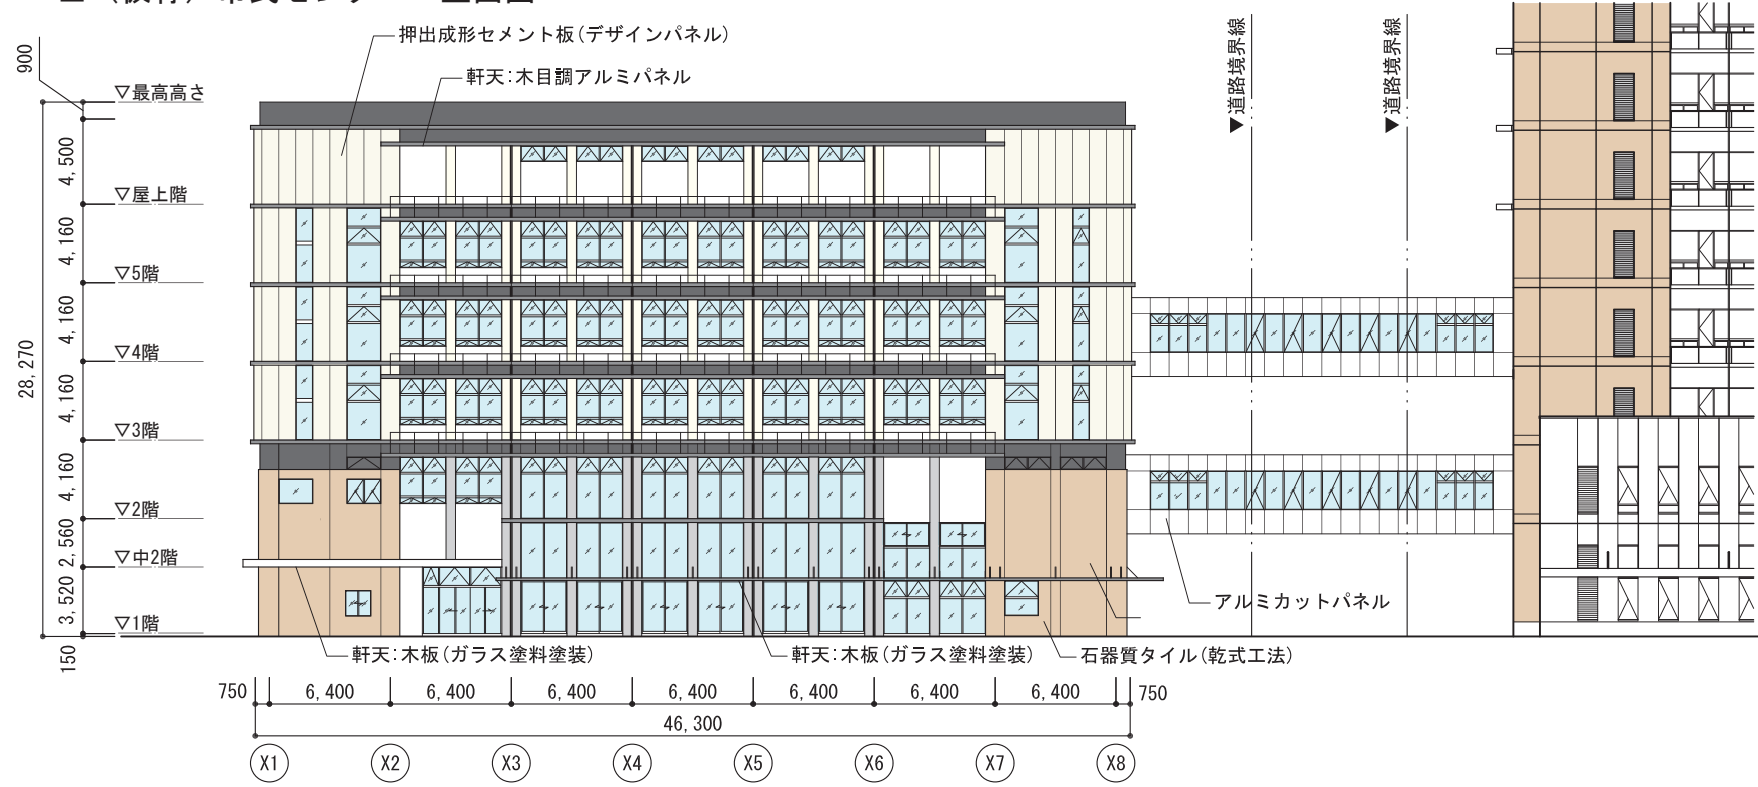 押出成形セメント板(デザインパネル)
軒天:木目調アルミパネル
▼道路境界線
▼道路境界線
900
▽最高高さ
4,500
▽屋上階
4,160
▽5階
4,160
▽4階
28,270
4,160
▽3階
4,160
▽2階
2,560
▽中2階
3,520
▽1階
150
アルミカットパネル
軒天:木板(ガラス塗料塗装)
軒天:木板(ガラス塗料塗装)
石器質タイル(乾式工法)
750 6,400 6,400 6,400 6,400 6,400 6,400 6,400 750
46,300
X1 X2 X3 X4 X5 X6 X7 X8